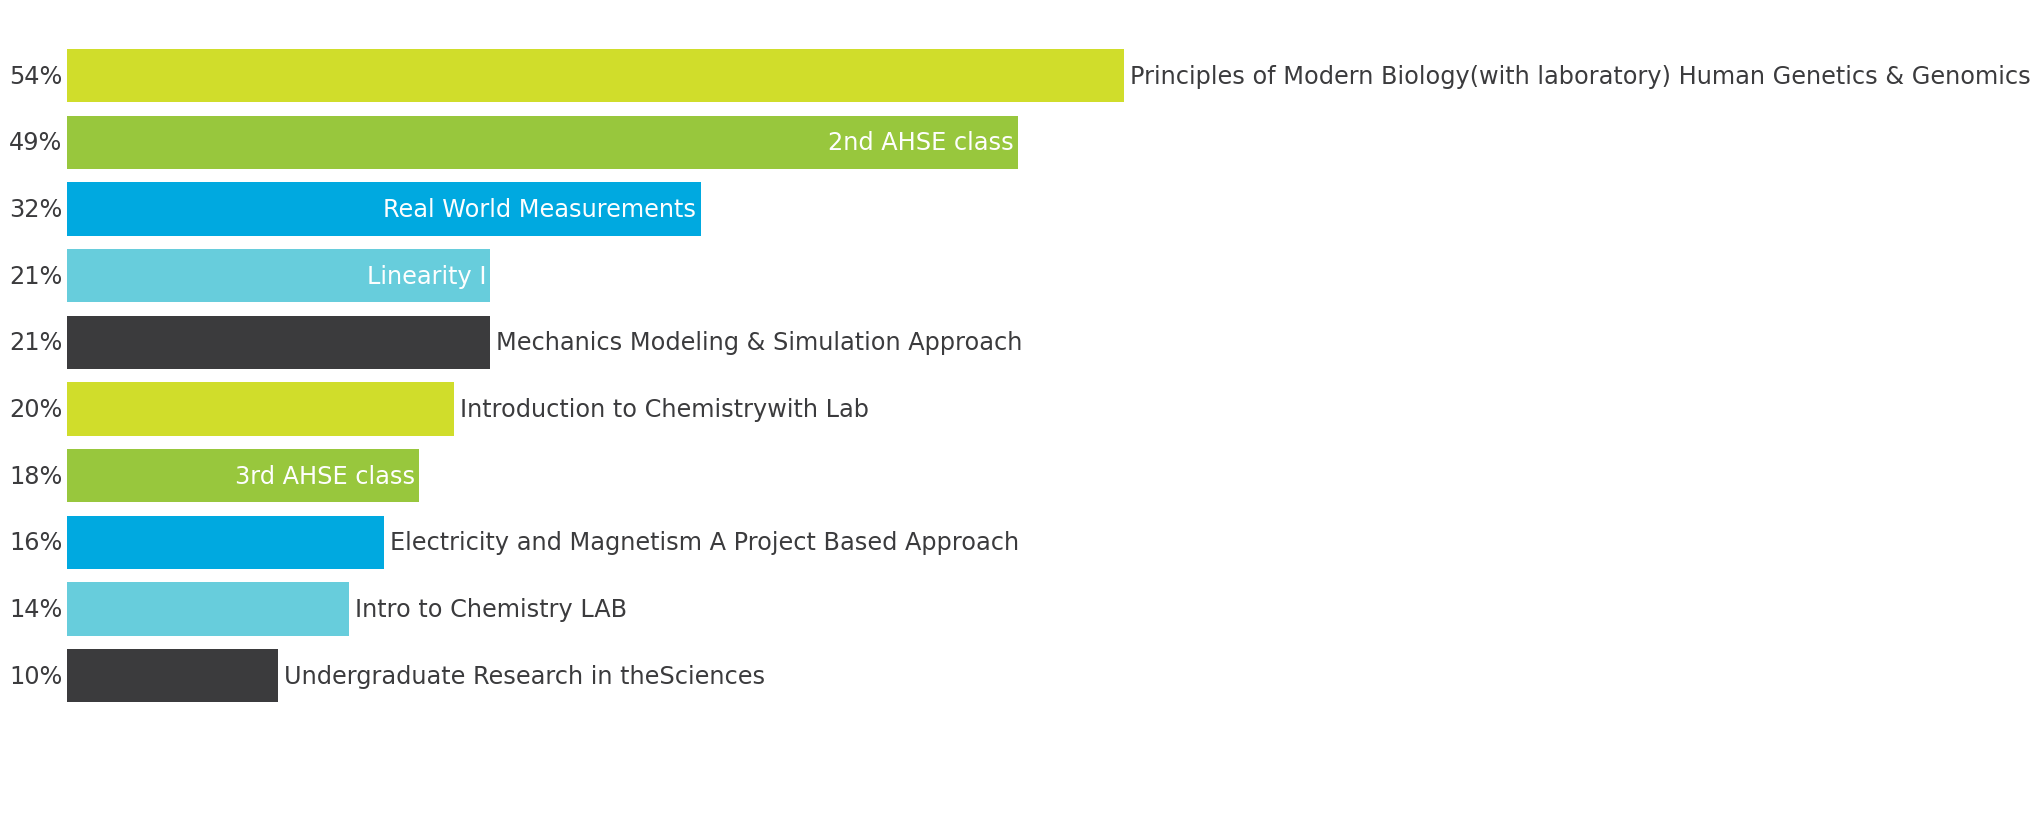 54% Principles of Modern Biology(with laboratory) Human Genetics & Genomics
49% 2nd AHSE class
32% Real World Measurements
21% Linearity I
21% Mechanics Modeling & Simulation Approach
20% Introduction to Chemistrywith Lab
18% 3rd AHSE class
16% Electricity and Magnetism A Project Based Approach
14% Intro to Chemistry LAB
10% Undergraduate Research in theSciences